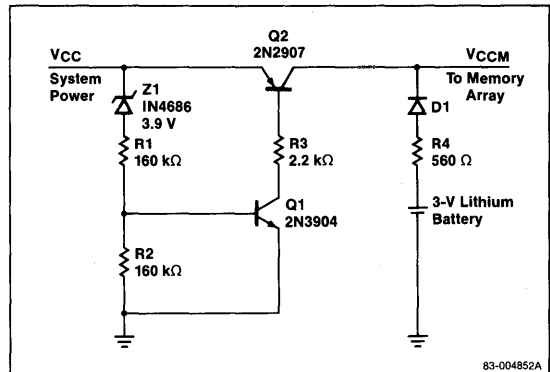 Q2
2N2907
VCC
System
Power
VCCM
To Memory
Array
Z1
IN4686
3.9 V
D1
R1
160 kΩ
R3
2.2 kΩ
R4
560 Ω
Q1
2N3904
3-V Lithium
Battery
R2
160 kΩ
83-004852A